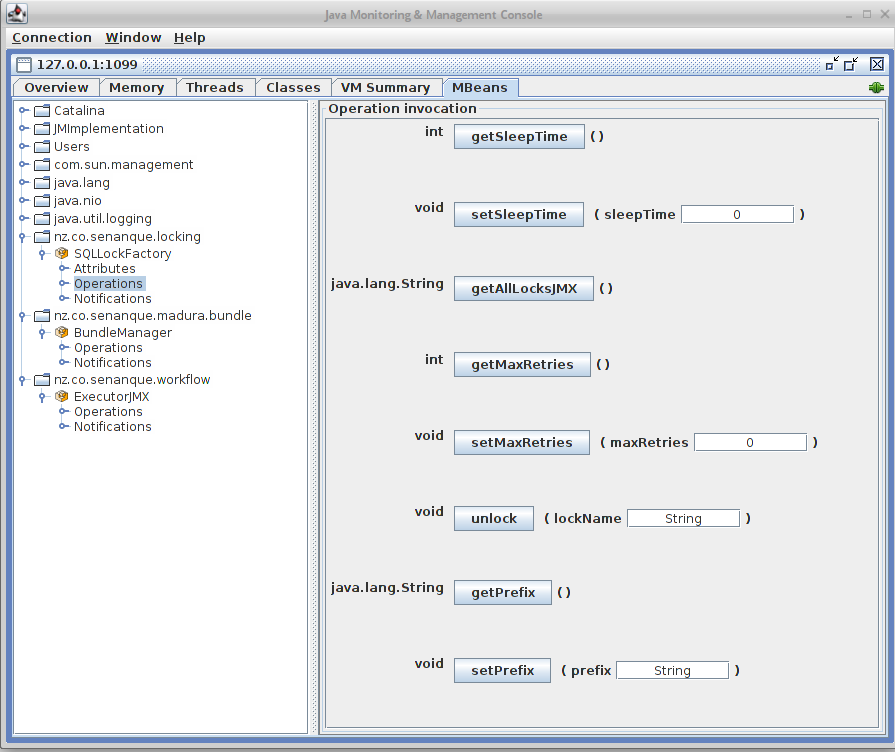 Java Monitoring & Management Console
Connection Window Help
127.0.0.1:1099
Overview Memory Threads Classes VM Summary MBeans
Catalina
JMImplementation
Users
com.sun.management
java.lang
java.nio
java.util.logging
nz.co.senanque.locking
SQLLockFactory
Attributes
Operations
Notifications
nz.co.senanque.madura.bundle
BundleManager
Operations
Notifications
nz.co.senanque.workflow
ExecutorJMX
Operations
Notifications
Operation invocation
int getSleepTime ( )
void setSleepTime ( sleepTime 0 )
java.lang.String getAllLocksJMX ( )
int getMaxRetries ( )
void setMaxRetries ( maxRetries 0 )
void unlock ( lockName String )
java.lang.String getPrefix ( )
void setPrefix ( prefix String )